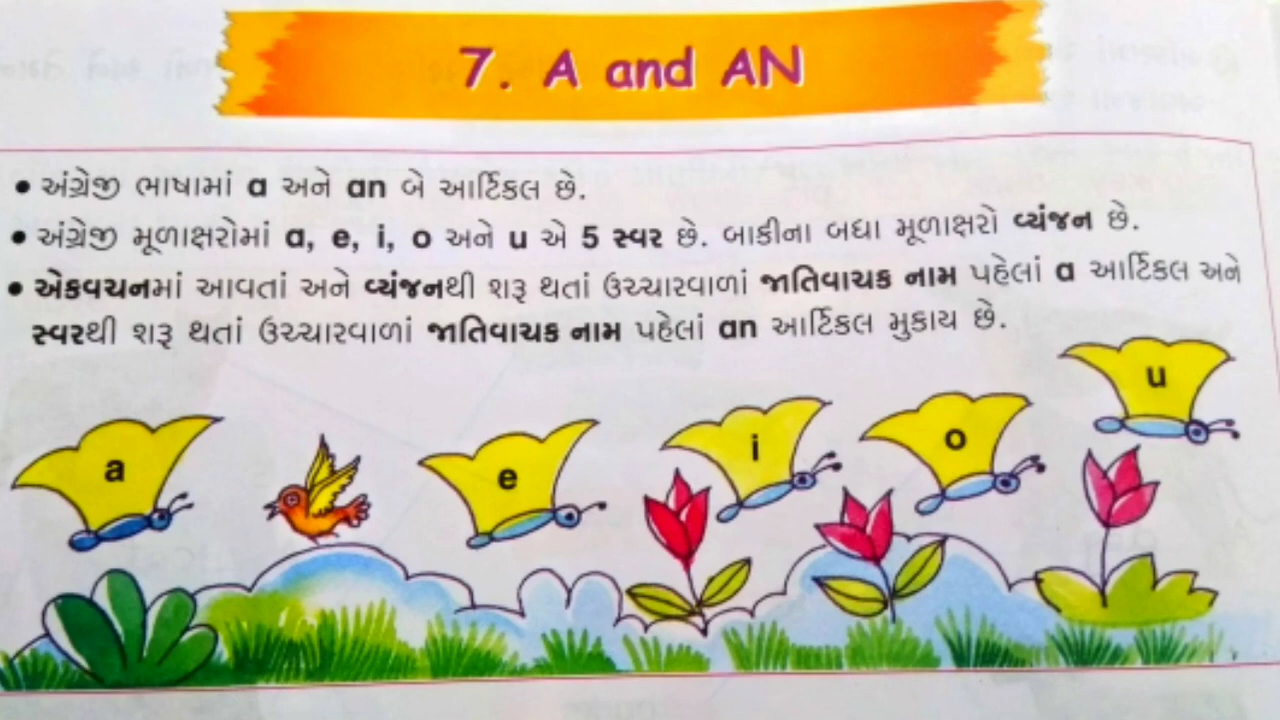 7. A and AN
• અંગ્રેજી ભાષામાં a અને an બે આર્ટિકલ છે.
• અંગ્રેજી મૂળાક્ષરોમાં a, e, i, o અને u એ 5 સ્વર છે. બાકીના બધા મૂળાક્ષરો વ્યંજન છે.
• એકવચનમાં આવતાં અને વ્યંજનથી શરૂ થતાં ઉચ્ચારવાળાં જાતિવાચક નામ પહેલાં a આર્ટિકલ અને
સ્વરથી શરૂ થતાં ઉચ્ચારવાળાં જાતિવાચક નામ પહેલાં an આર્ટિકલ મુકાય છે.
a
e
i
o
u